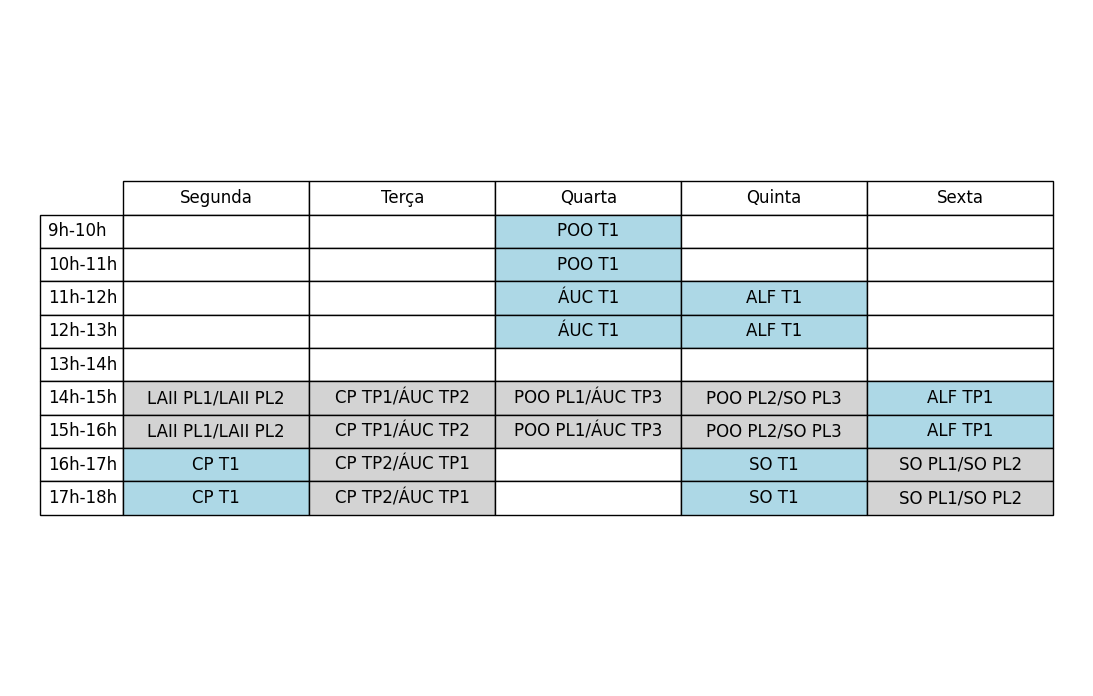 Segunda Terça Quarta Quinta Sexta
9h-10h POO T1
10h-11h POO T1
11h-12h ÁUC T1 ALF T1
12h-13h ÁUC T1 ALF T1
13h-14h
14h-15h LAII PL1/LAII PL2 CP TP1/ÁUC TP2 POO PL1/ÁUC TP3 POO PL2/SO PL3 ALF TP1
15h-16h LAII PL1/LAII PL2 CP TP1/ÁUC TP2 POO PL1/ÁUC TP3 POO PL2/SO PL3 ALF TP1
16h-17h CP T1 CP TP2/ÁUC TP1 SO T1 SO PL1/SO PL2
17h-18h CP T1 CP TP2/ÁUC TP1 SO T1 SO PL1/SO PL2